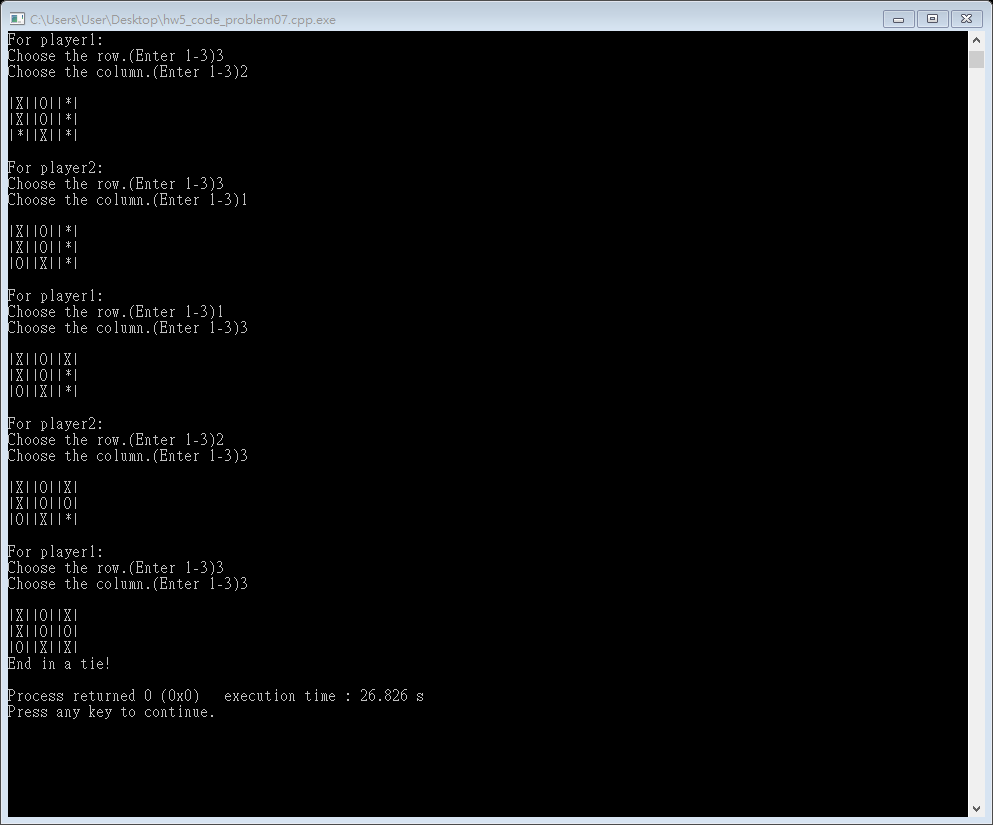 C:\Users\User\Desktop\hw5_code_problem07.cpp.exe
For player1:
Choose the row.(Enter 1-3)3
Choose the column.(Enter 1-3)2
|X||O||*|
|X||O||*|
|*||X||*|
For player2:
Choose the row.(Enter 1-3)3
Choose the column.(Enter 1-3)1
|X||O||*|
|X||O||*|
|O||X||*|
For player1:
Choose the row.(Enter 1-3)1
Choose the column.(Enter 1-3)3
|X||O||X|
|X||O||*|
|O||X||*|
For player2:
Choose the row.(Enter 1-3)2
Choose the column.(Enter 1-3)3
|X||O||X|
|X||O||O|
|O||X||*|
For player1:
Choose the row.(Enter 1-3)3
Choose the column.(Enter 1-3)3
|X||O||X|
|X||O||O|
|O||X||X|
End in a tie!
Process returned 0 (0x0)   execution time : 26.826 s
Press any key to continue.